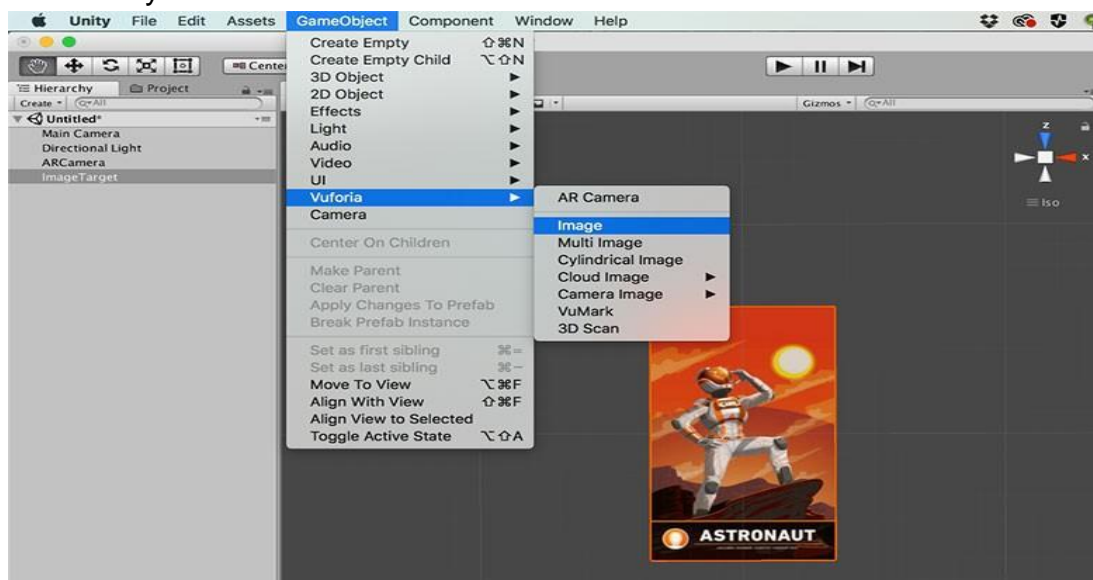 Unity File Edit Assets GameObject Component Window Help
Create Empty ⇧⌘N
Create Empty Child ⌥⇧N
3D Object
2D Object
Effects
Light
Audio
Video
UI
Vuforia
Camera
Center On Children
Make Parent
Clear Parent
Apply Changes To Prefab
Break Prefab Instance
Set as first sibling ⌘=
Set as last sibling ⌘-
Move To View ⌥⌘F
Align With View ⇧⌘F
Align View to Selected
Toggle Active State ⌥⇧A
AR Camera
Image
Multi Image
Cylindrical Image
Cloud Image
Camera Image
VuMark
3D Scan
Cente
Hierarchy Project
Create All
Untitled*
Main Camera
Directional Light
ARCamera
ImageTarget
Gizmos All
z
x
Iso
ASTRONAUT